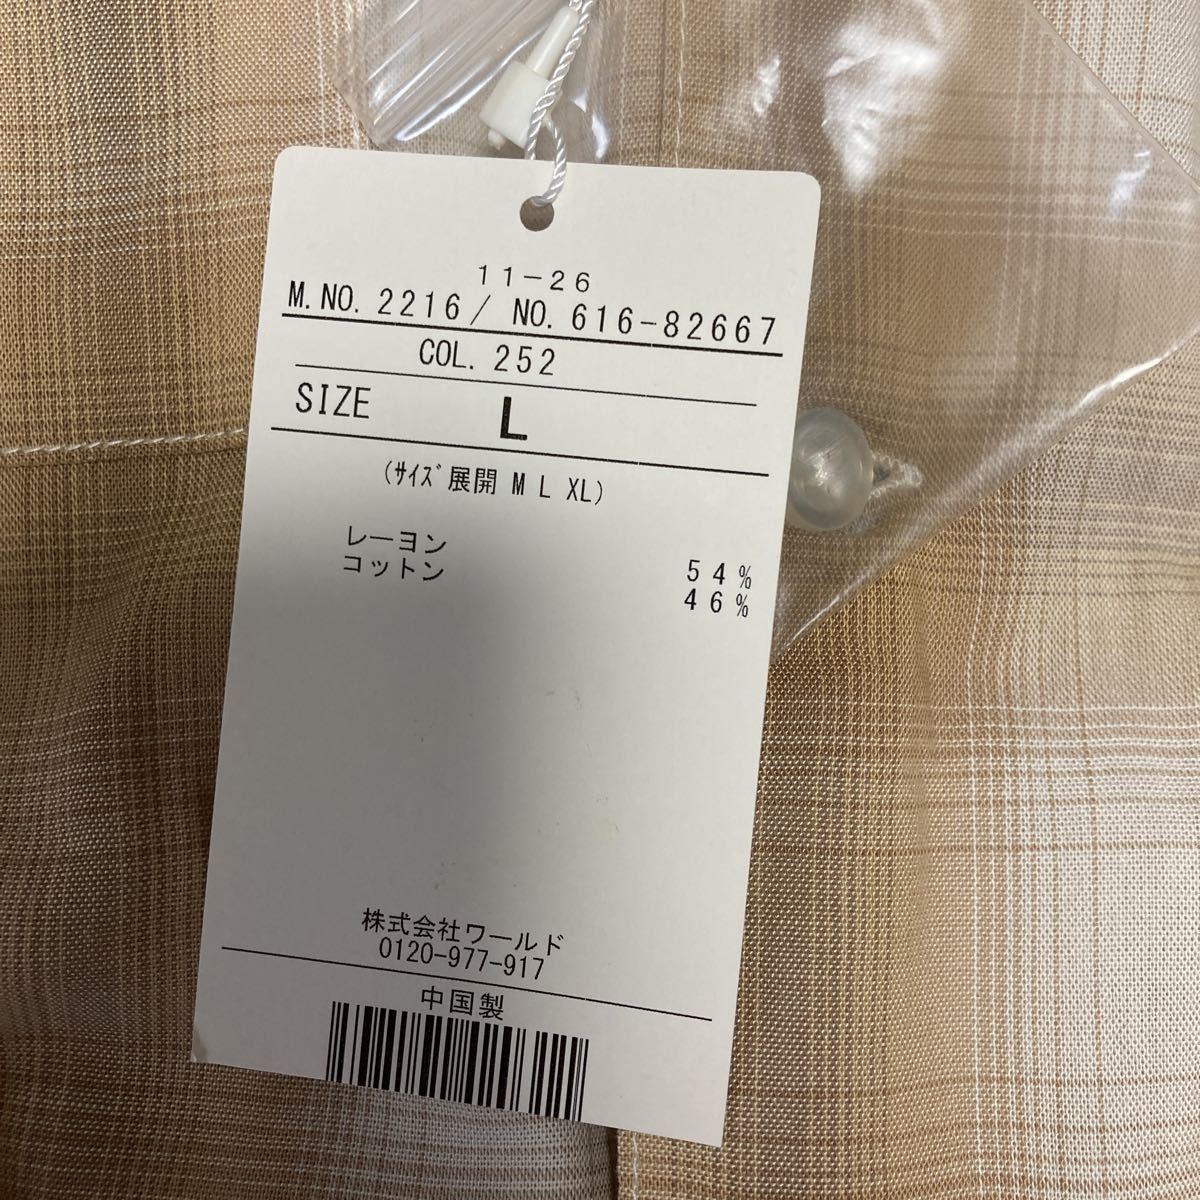 11-26
M.NO.2216/ NO.616-82667
COL.252
SIZE L
(ｻｲｽﾞ展開 M L XL)
レーヨン 54%
コットン 46%
株式会社ワールド
0120-977-917
中国製